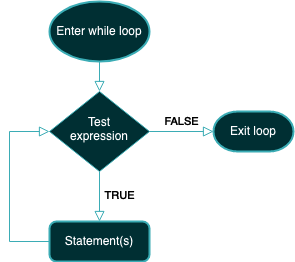 Enter while loop
Test
expression
FALSE
Exit loop
TRUE
Statement(s)